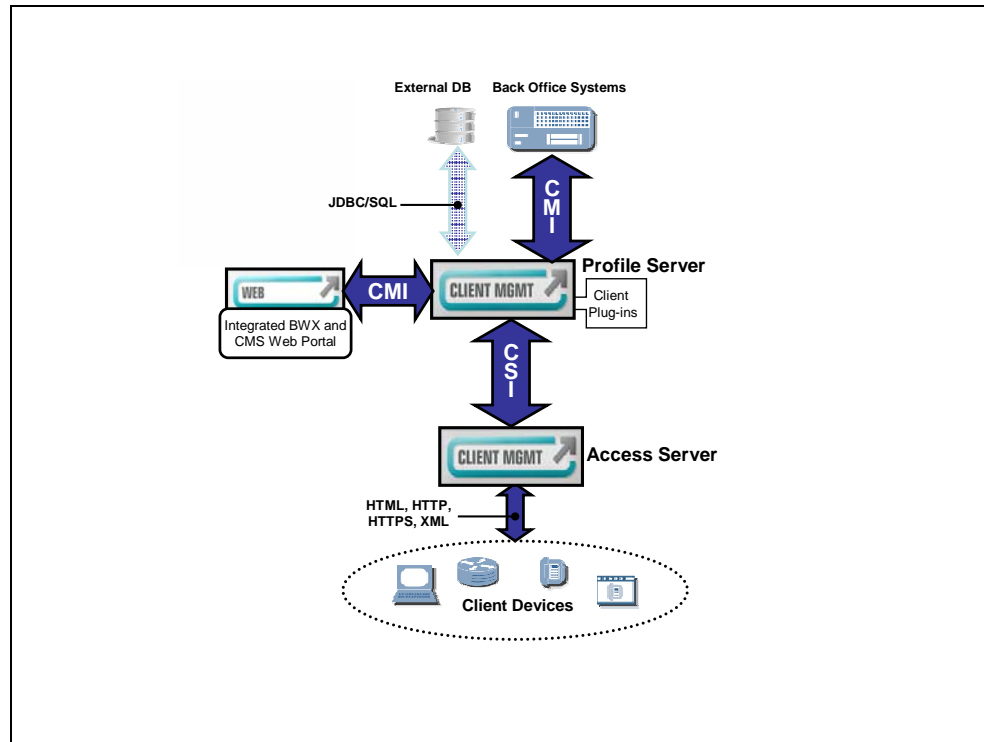 External DB
Back Office Systems
JDBC/SQL
CMI
Profile Server
WEB
CMI
CLIENT MGMT
Client
Plug-ins
Integrated BWX and
CMS Web Portal
CSI
CLIENT MGMT
Access Server
HTML, HTTP,
HTTPS, XML
Client Devices